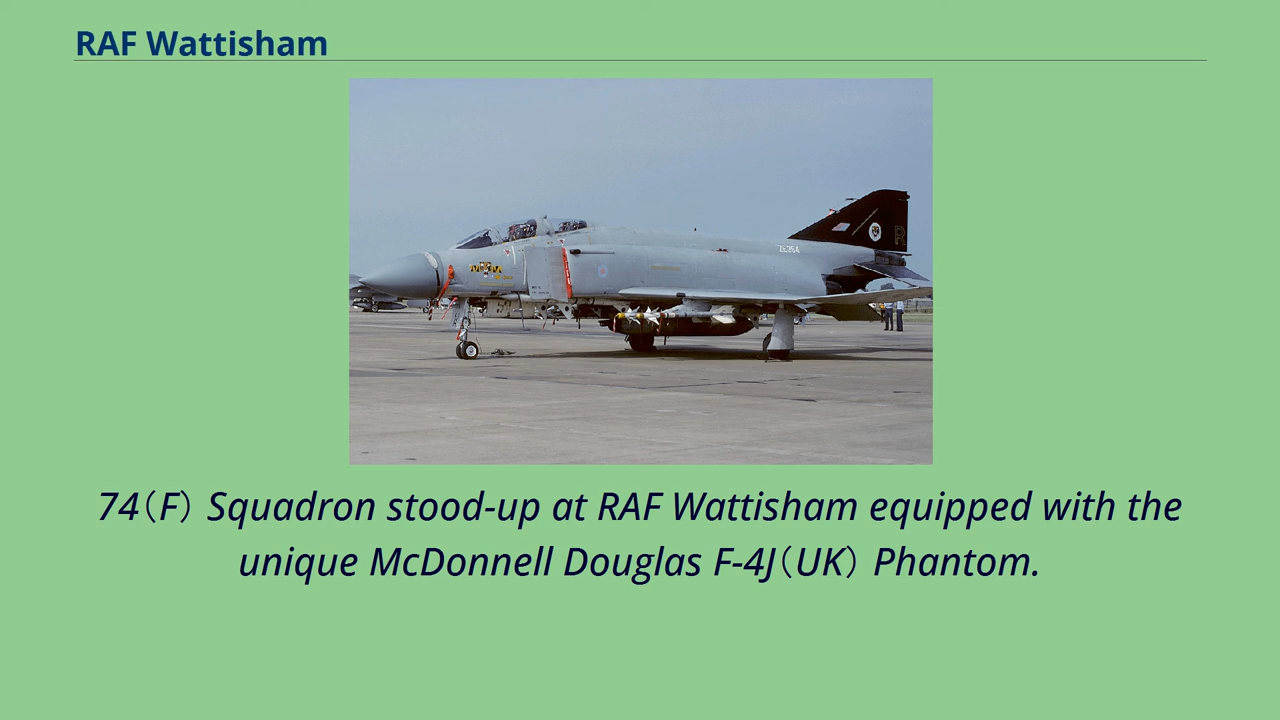 RAF Wattisham
R
74（F）Squadron stood-up at RAF Wattisham equipped with the
unique McDonnell Douglas F-4J（UK）Phantom.